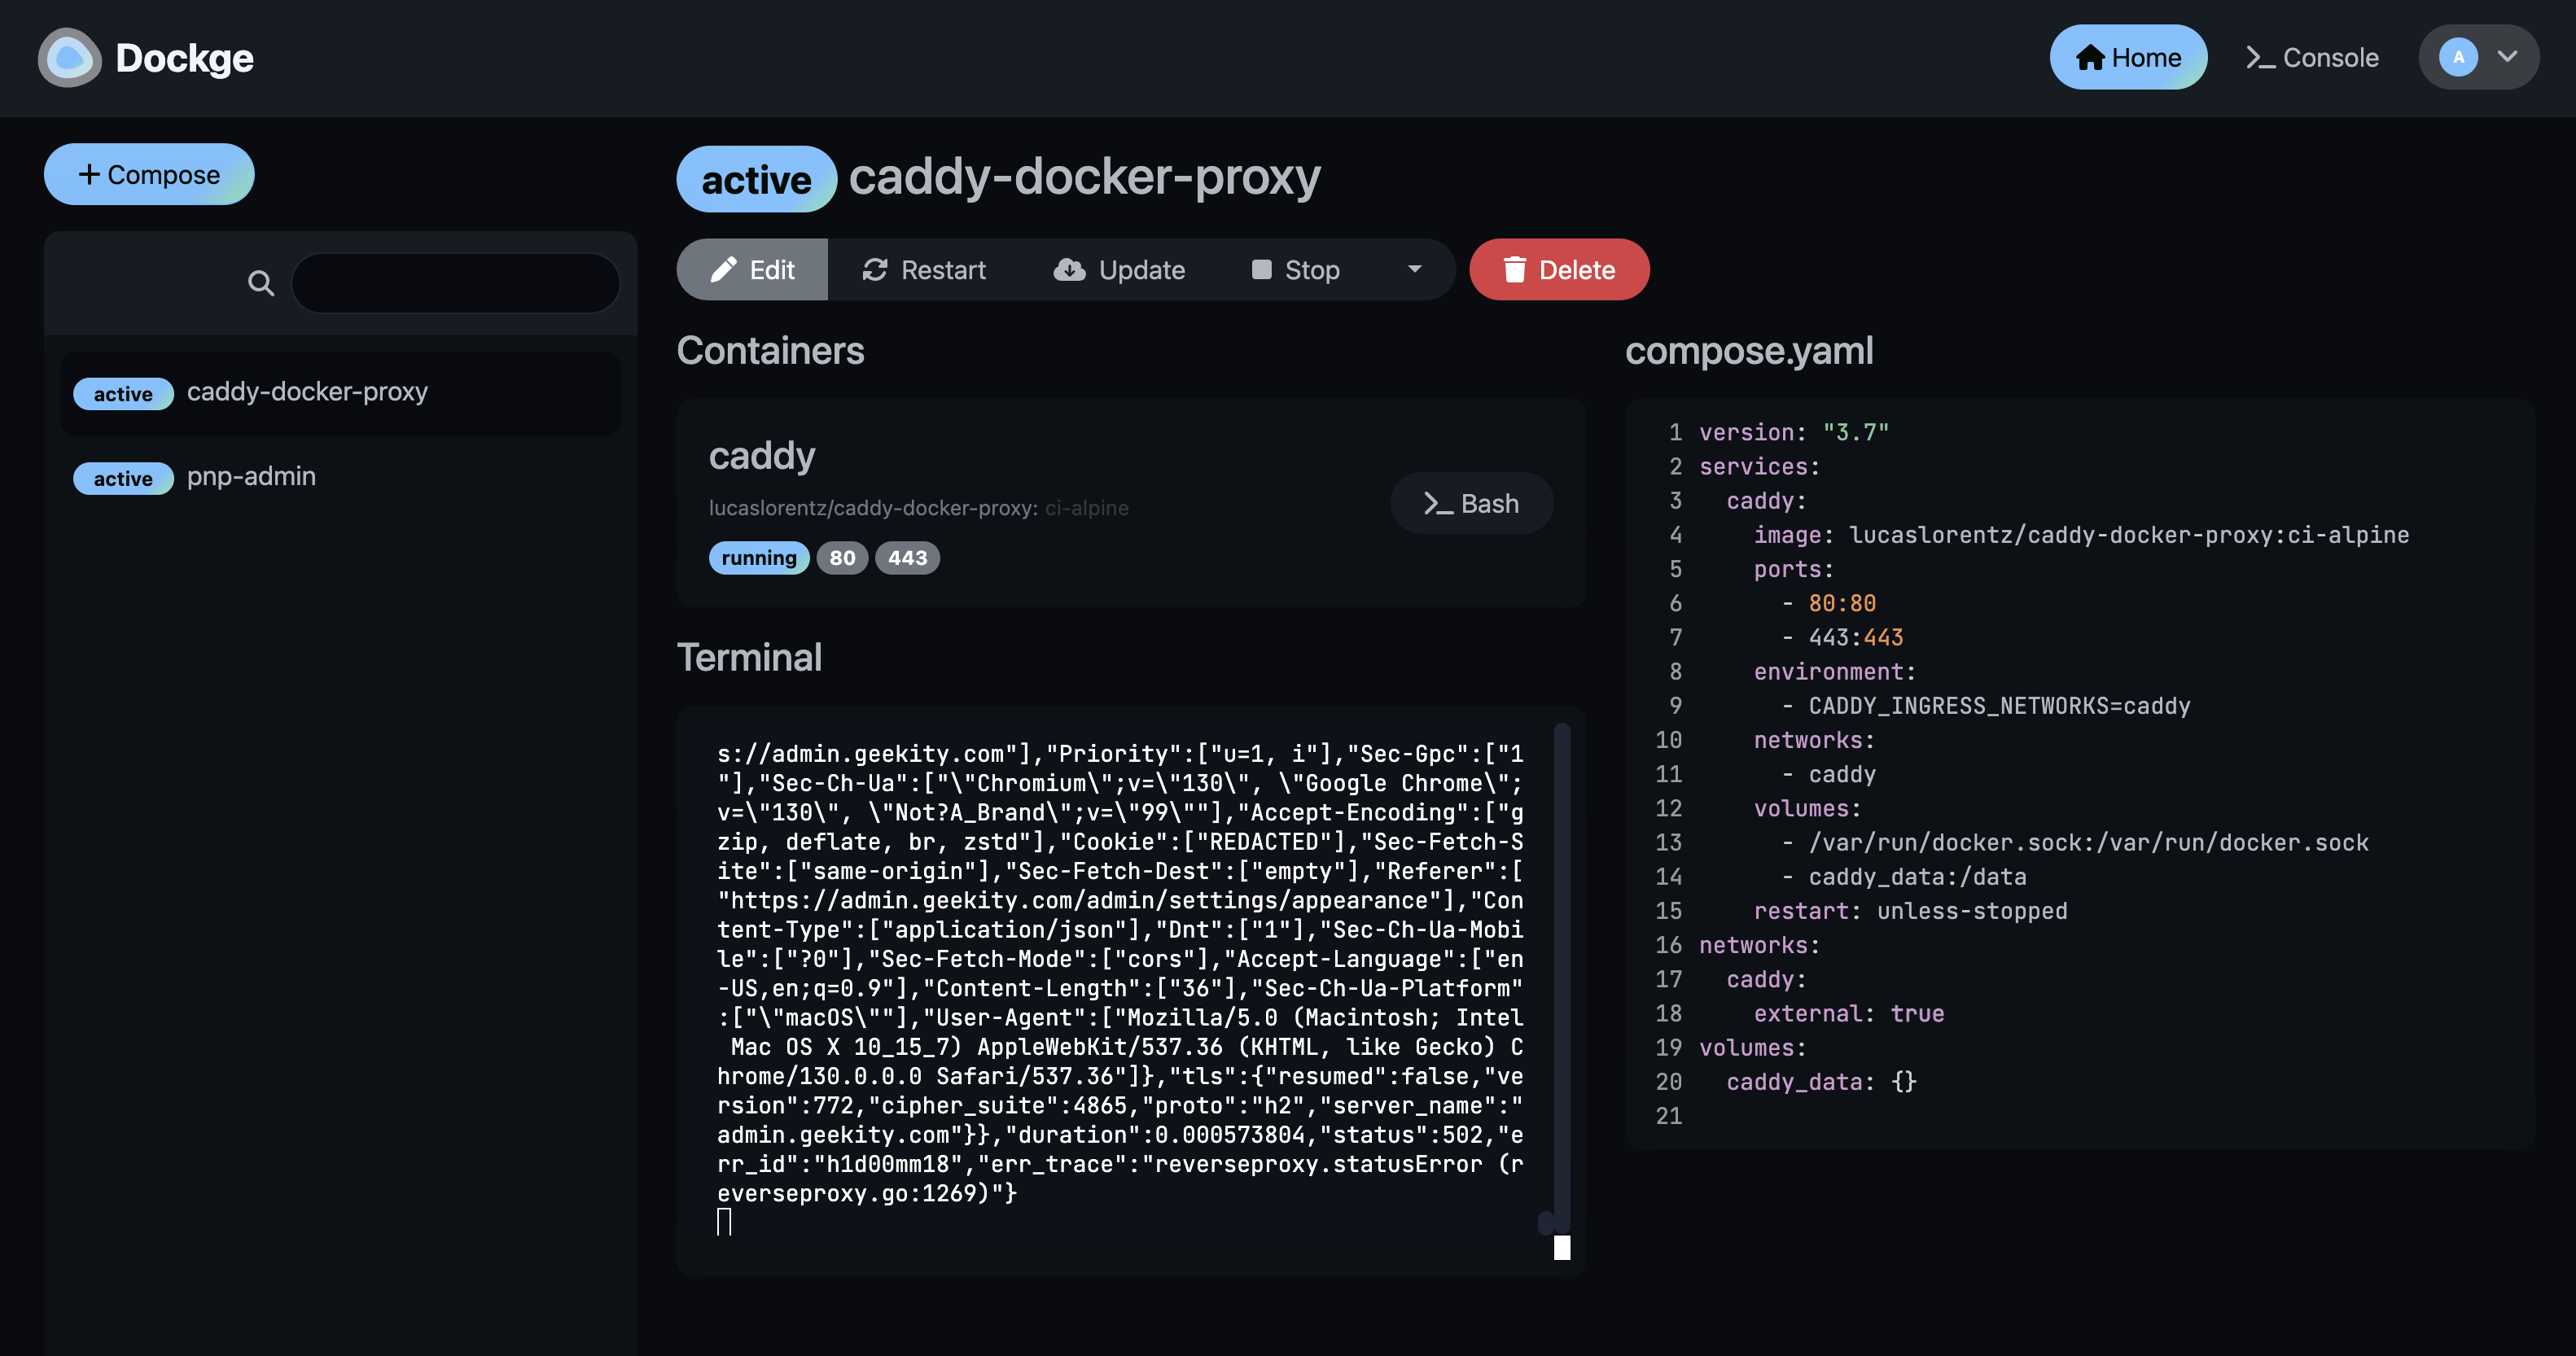 Dockge
Home
Console
A
+ Compose
active caddy-docker-proxy
active pnp-admin
active caddy-docker-proxy
Edit
Restart
Update
Stop
Delete
Containers
caddy
lucaslorentz/caddy-docker-proxy: ci-alpine
running 80 443
Bash
Terminal
s://admin.geekity.com"],"Priority":["u=1, i"],"Sec-Gpc":["1
"],"Sec-Ch-Ua":["\"Chromium\";v=\"130\", \"Google Chrome\";
v=\"130\", \"Not?A_Brand\";v=\"99\""],"Accept-Encoding":["g
zip, deflate, br, zstd"],"Cookie":["REDACTED"],"Sec-Fetch-S
ite":["same-origin"],"Sec-Fetch-Dest":["empty"],"Referer":[
"https://admin.geekity.com/admin/settings/appearance"],"Con
tent-Type":["application/json"],"Dnt":["1"],"Sec-Ch-Ua-Mobi
le":["?0"],"Sec-Fetch-Mode":["cors"],"Accept-Language":["en
-US,en;q=0.9"],"Content-Length":["36"],"Sec-Ch-Ua-Platform"
:["\"macOS\""],"User-Agent":["Mozilla/5.0 (Macintosh; Intel
 Mac OS X 10_15_7) AppleWebKit/537.36 (KHTML, like Gecko) C
hrome/130.0.0.0 Safari/537.36"]},"tls":{"resumed":false,"ve
rsion":772,"cipher_suite":4865,"proto":"h2","server_name":"
admin.geekity.com"}},"duration":0.000573804,"status":502,"e
rr_id":"h1d00mm18","err_trace":"reverseproxy.statusError (r
everseproxy.go:1269)"}
compose.yaml
1 version: "3.7"
2 services:
3   caddy:
4     image: lucaslorentz/caddy-docker-proxy:ci-alpine
5     ports:
6       - 80:80
7       - 443:443
8     environment:
9       - CADDY_INGRESS_NETWORKS=caddy
10     networks:
11       - caddy
12     volumes:
13       - /var/run/docker.sock:/var/run/docker.sock
14       - caddy_data:/data
15     restart: unless-stopped
16 networks:
17   caddy:
18     external: true
19 volumes:
20   caddy_data: {}
21